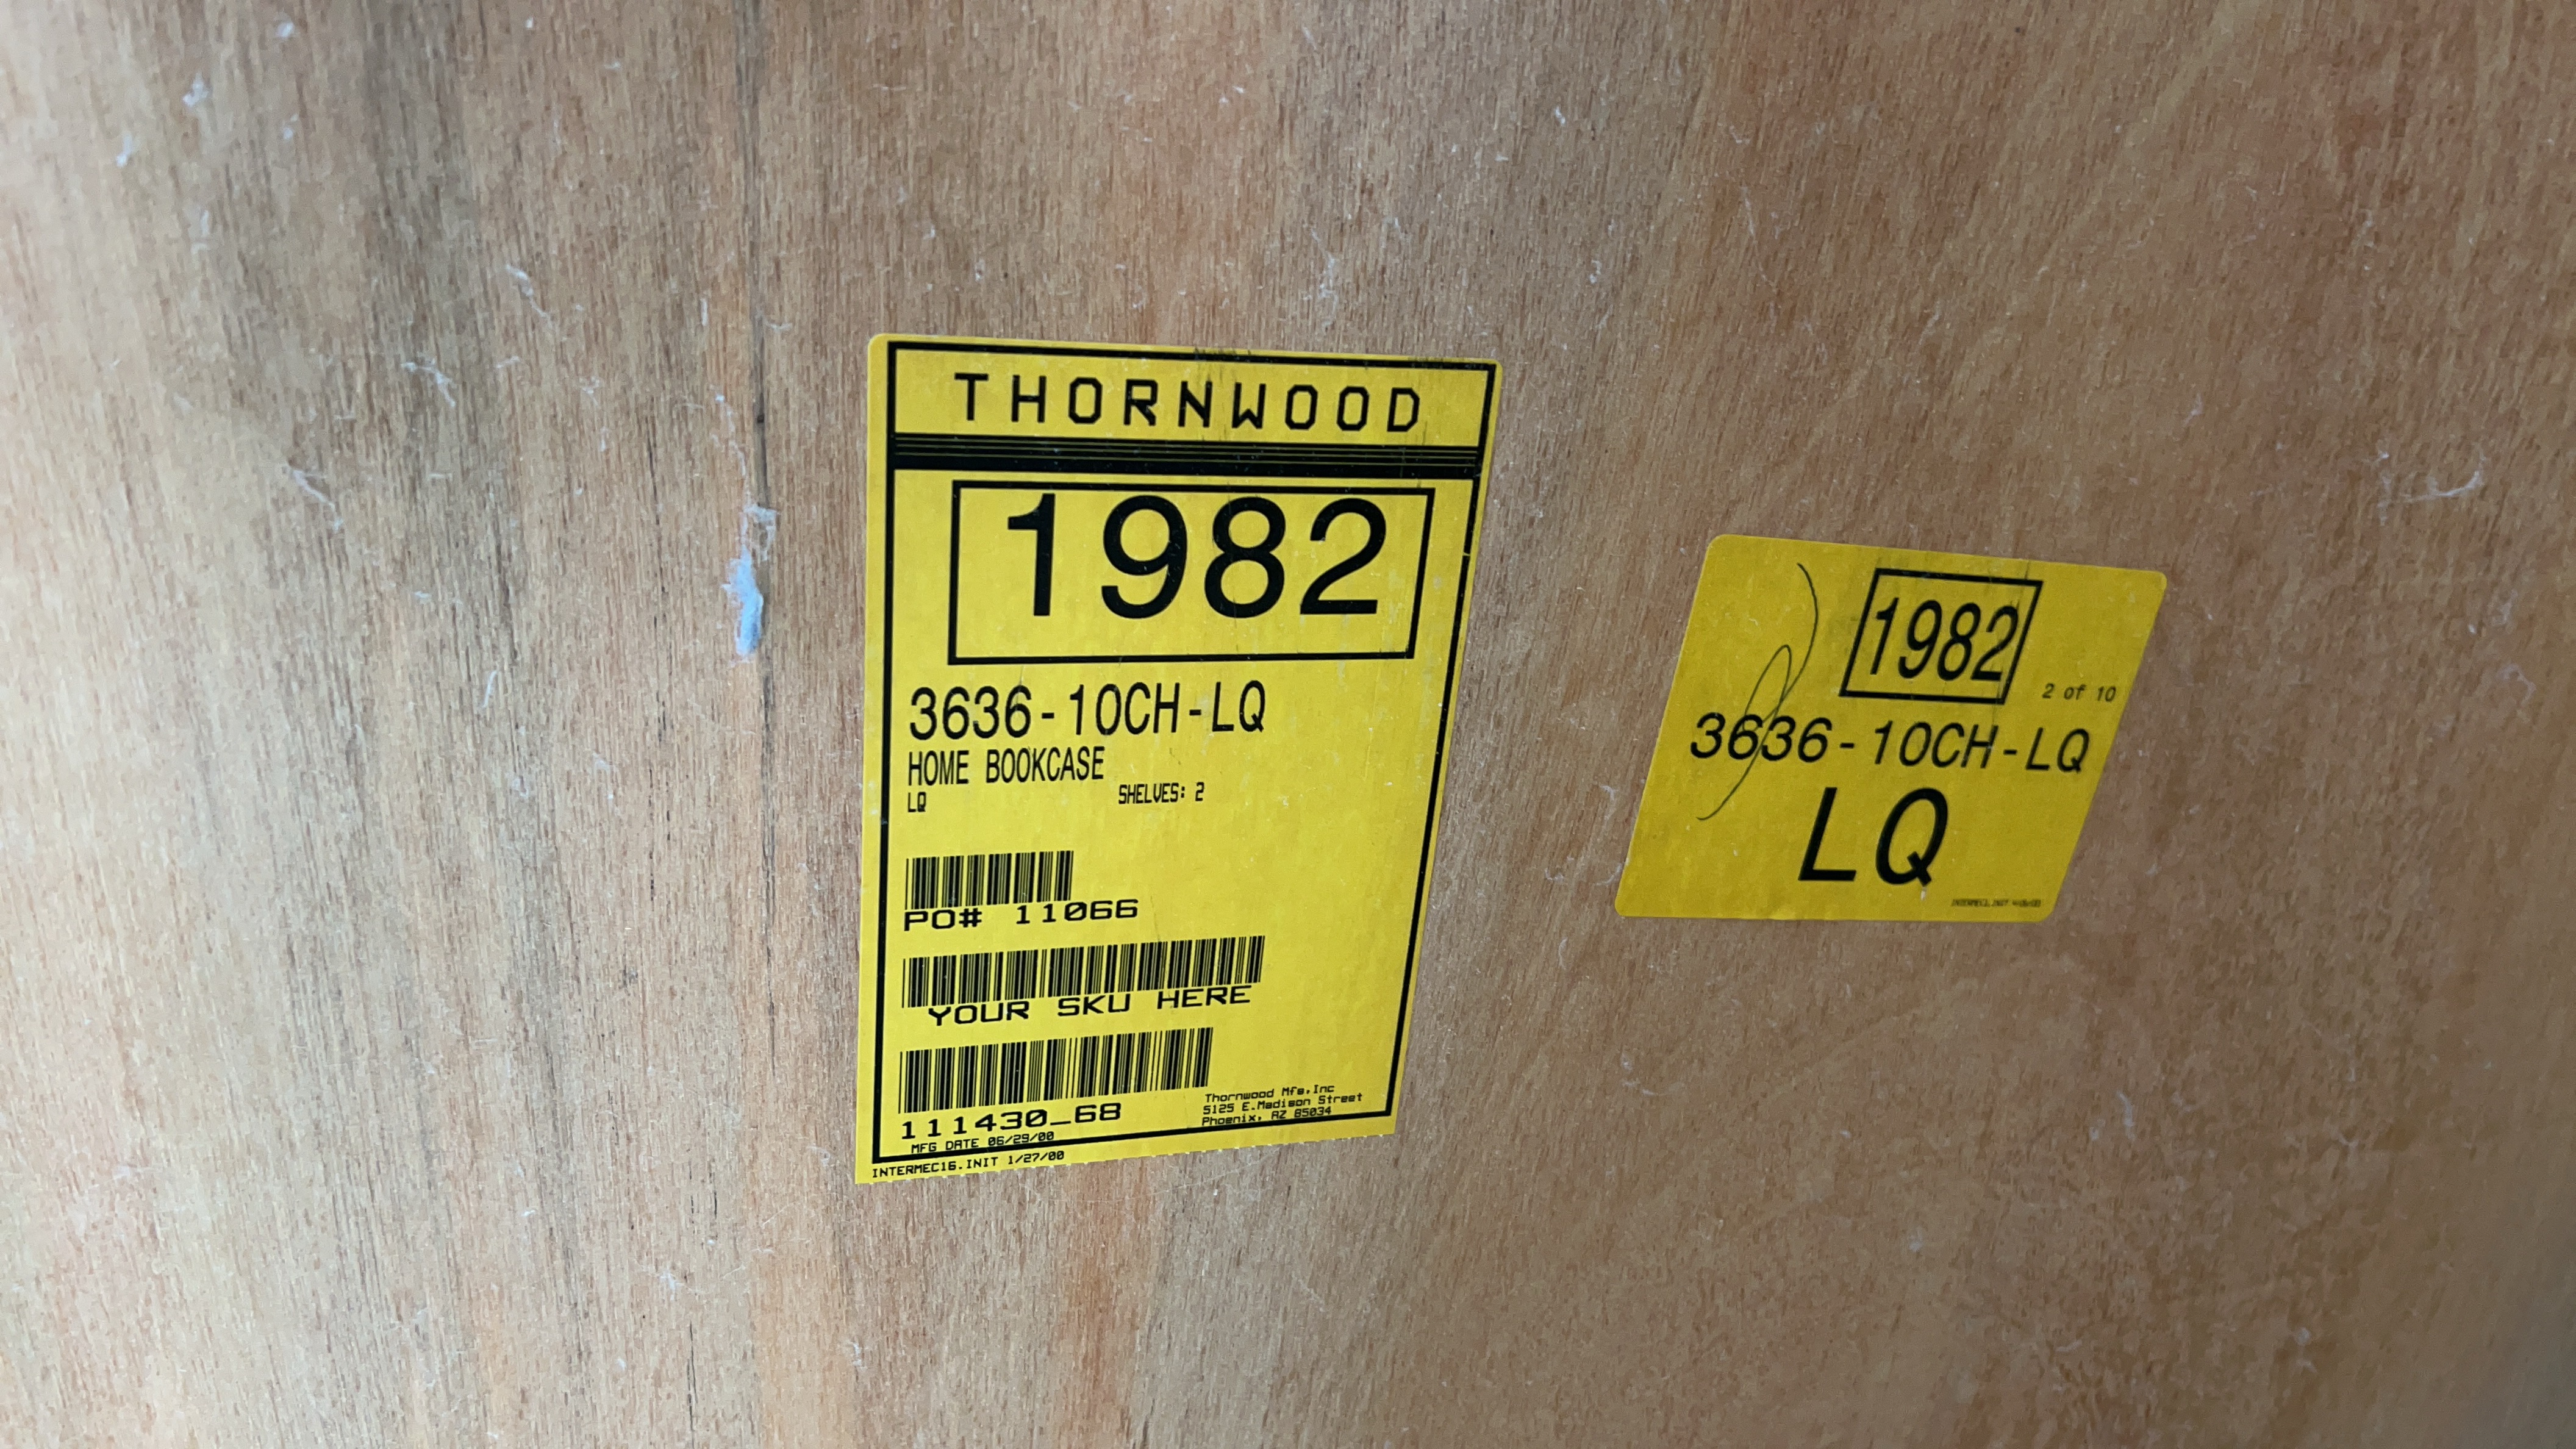 THORNWOOD
1982
3636-10CH-LQ
HOME BOOKCASE
LQ SHELVES: 2
PO# 11066
YOUR SKU HERE
111430_68
MFG DATE 06/29/00
Thornwood Mfg,Inc
5125 E.Madison Street
Phoenix, AZ 85034
INTERMEC16.INIT 1/27/00
1982
2 of 10
3636-10CH-LQ
LQ